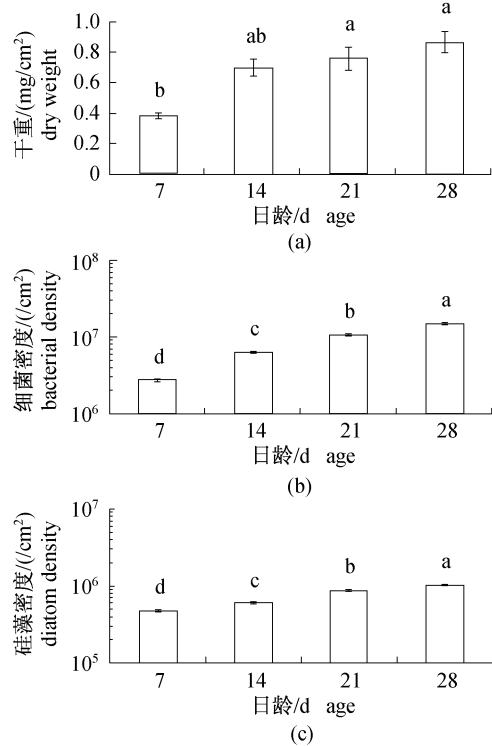 干重/(mg/cm²)
dry weight
1.0
0.8
0.6
0.4
0.2
0
b
ab
a
a
7 14 21 28
日龄/d age
(a)
细菌密度/(/cm²)
bacterial density
10⁸
10⁷
10⁶
d
c
b
a
7 14 21 28
日龄/d age
(b)
硅藻密度/(/cm²)
diatom density
10⁷
10⁶
10⁵
d
c
b
a
7 14 21 28
日龄/d age
(c)